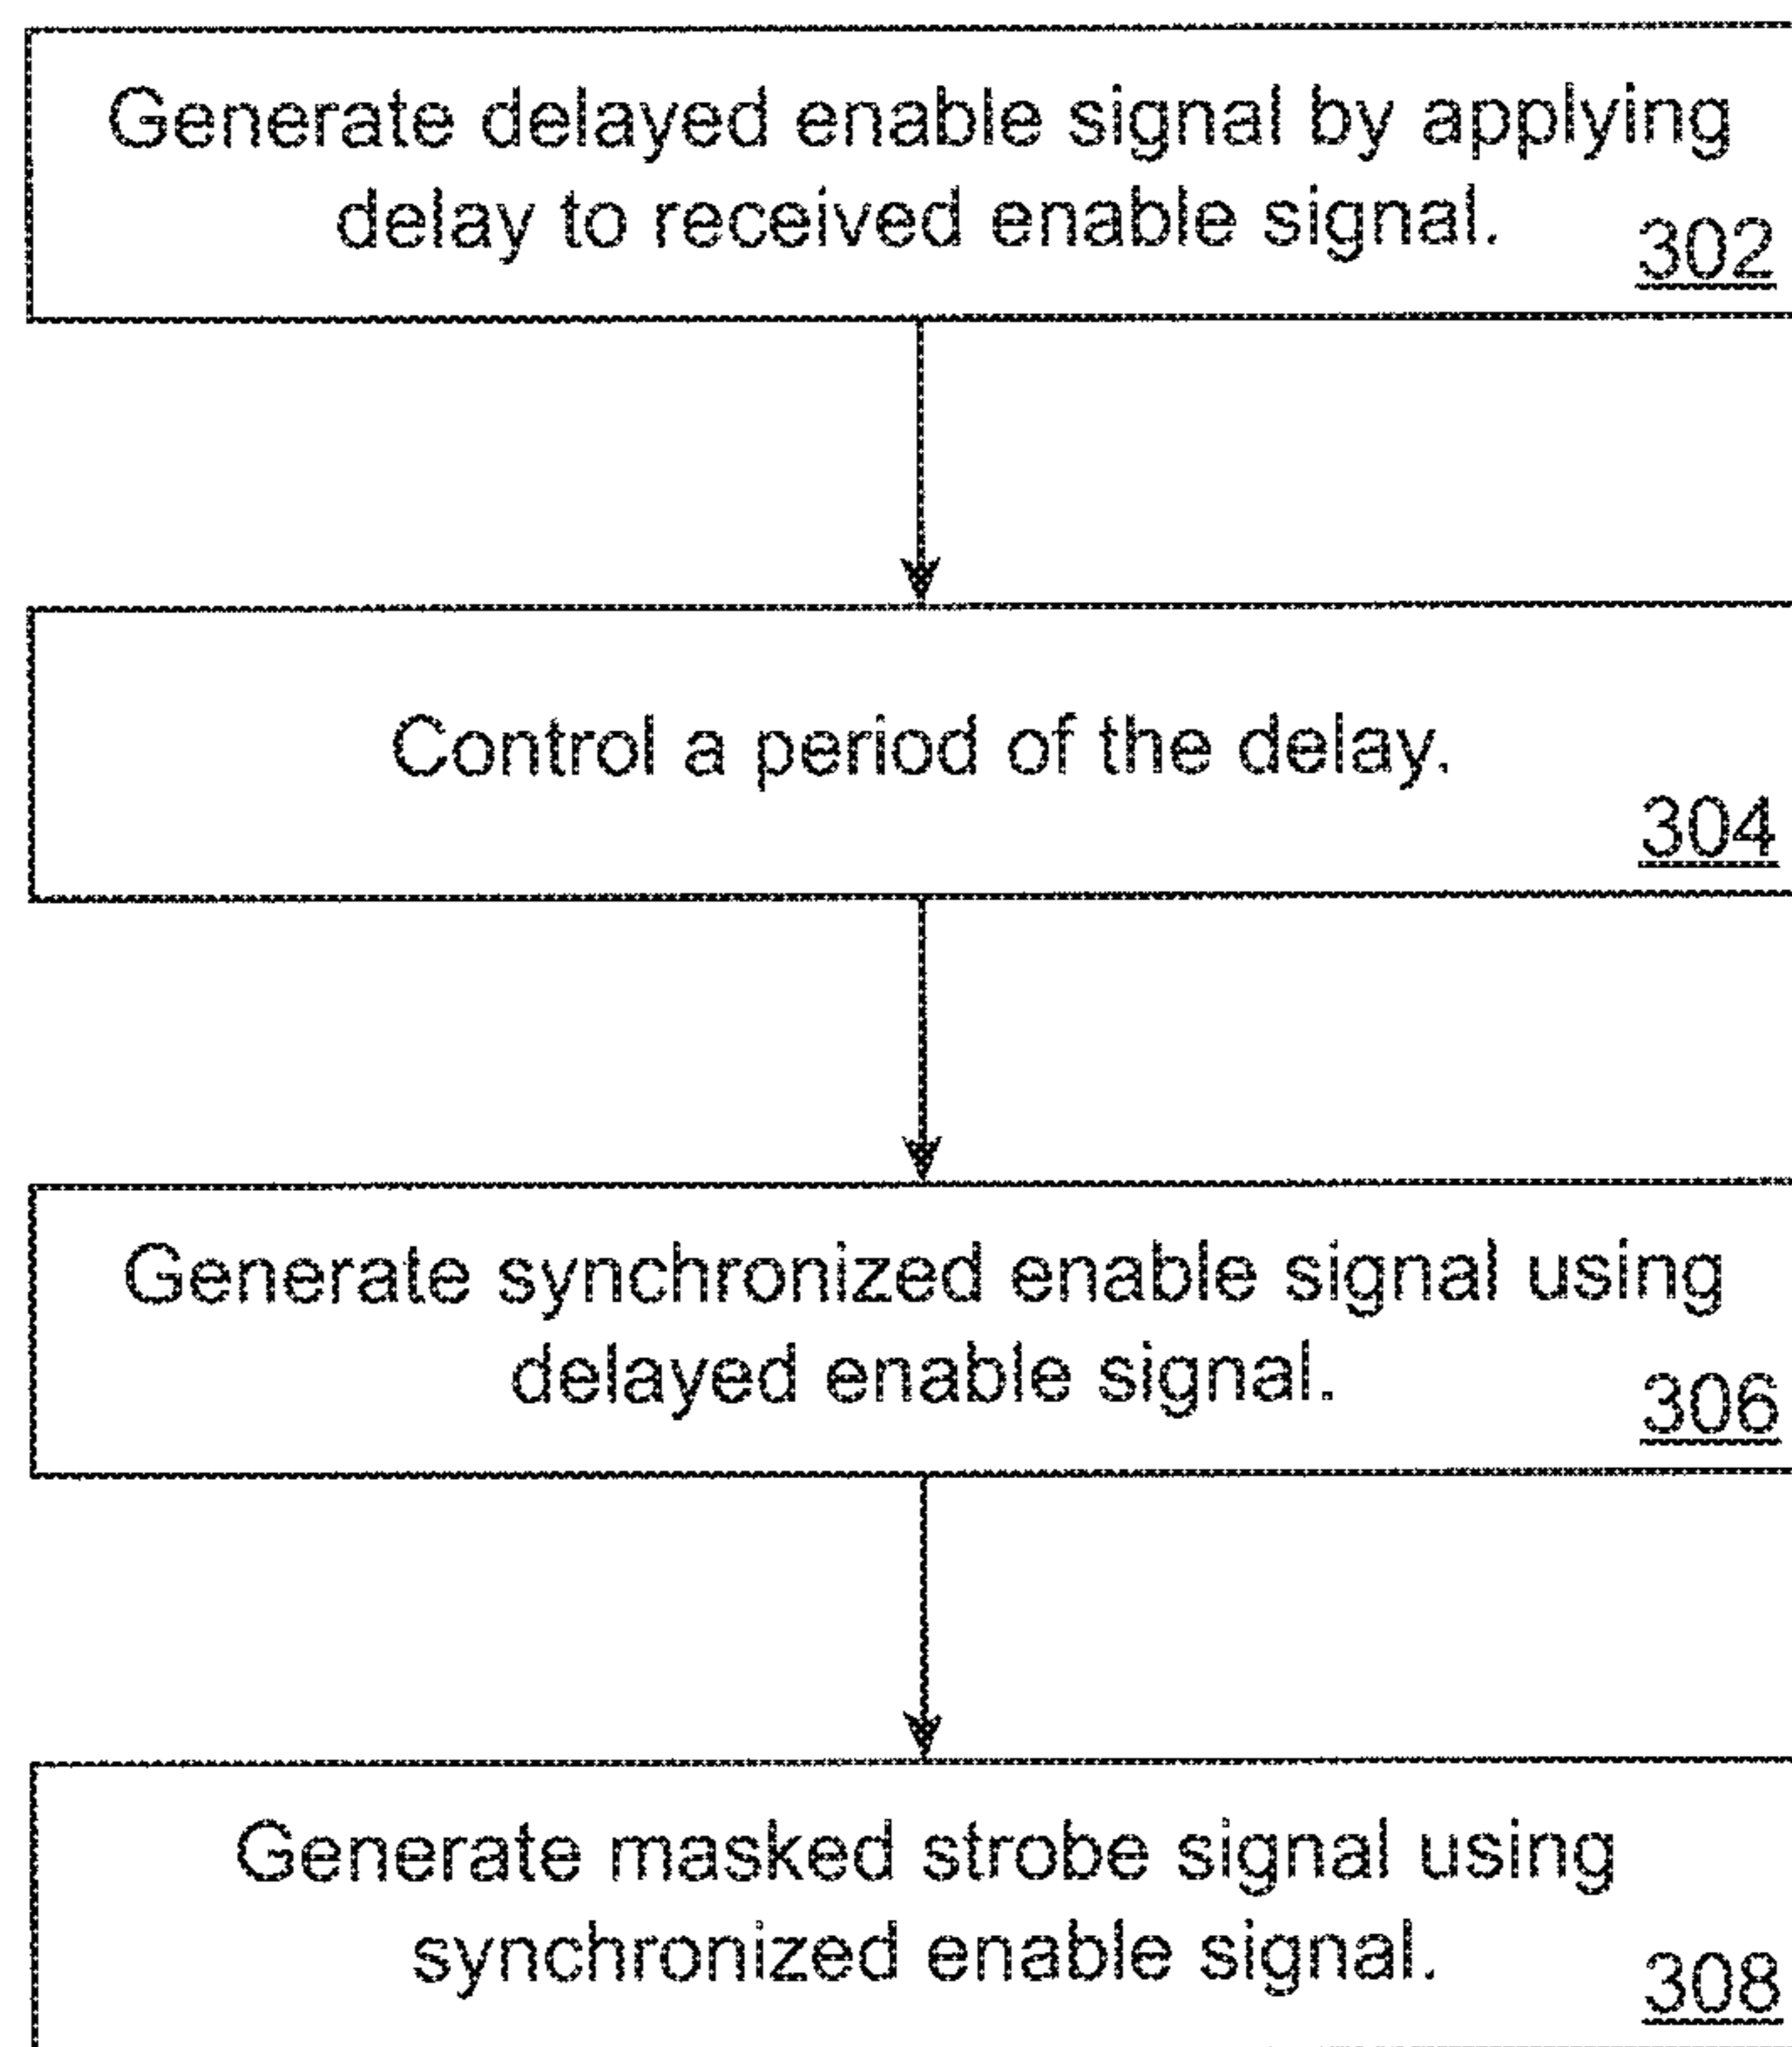 Generate delayed enable signal by applying
delay to received enable signal.
302
Control a period of the delay.
304
Generate synchronized enable signal using
delayed enable signal.
306
Generate masked strobe signal using
synchronized enable signal.
308